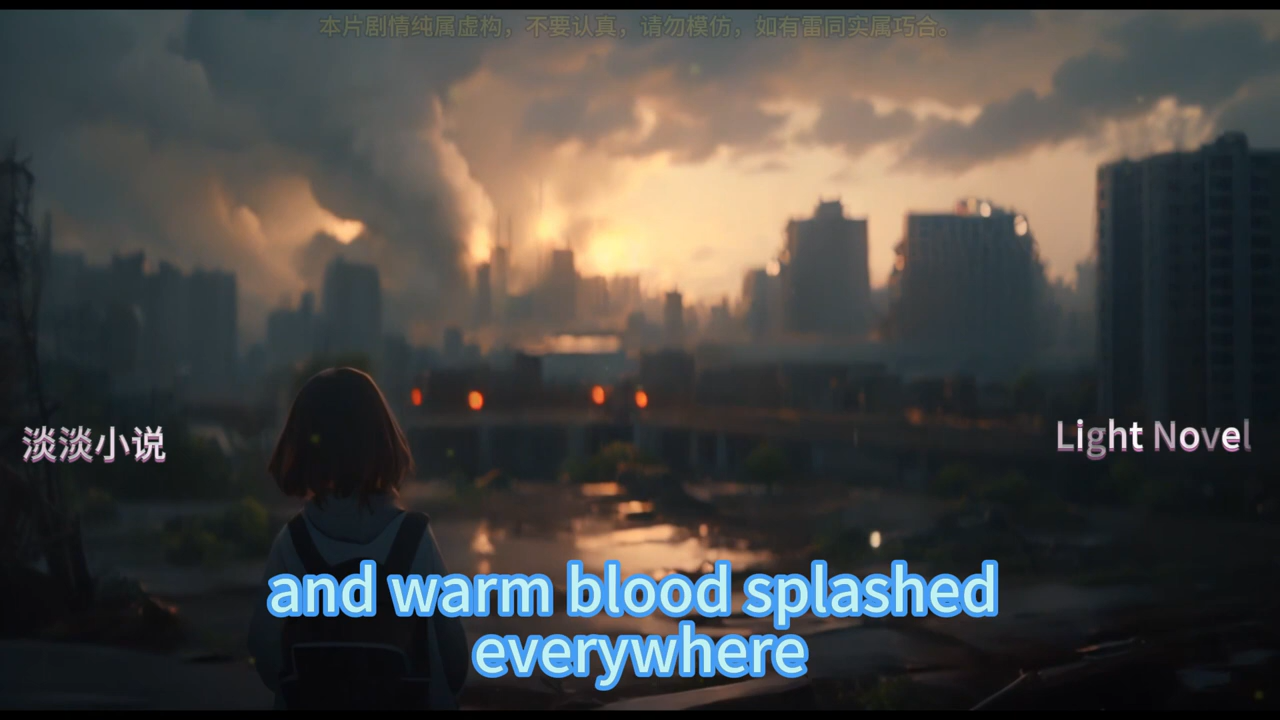 本片剧情纯属虚构，不要认真，请勿模仿，如有雷同实属巧合。
淡淡小说
Light Novel
and warm blood splashed
everywhere